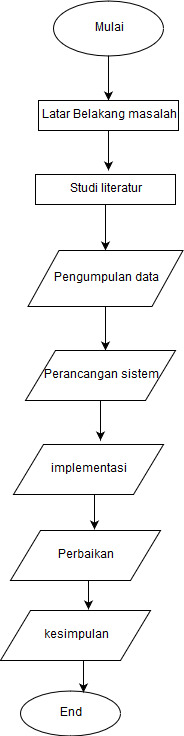 Mulai
Latar Belakang masalah
Studi literatur
Pengumpulan data
Perancangan sistem
implementasi
Perbaikan
kesimpulan
End